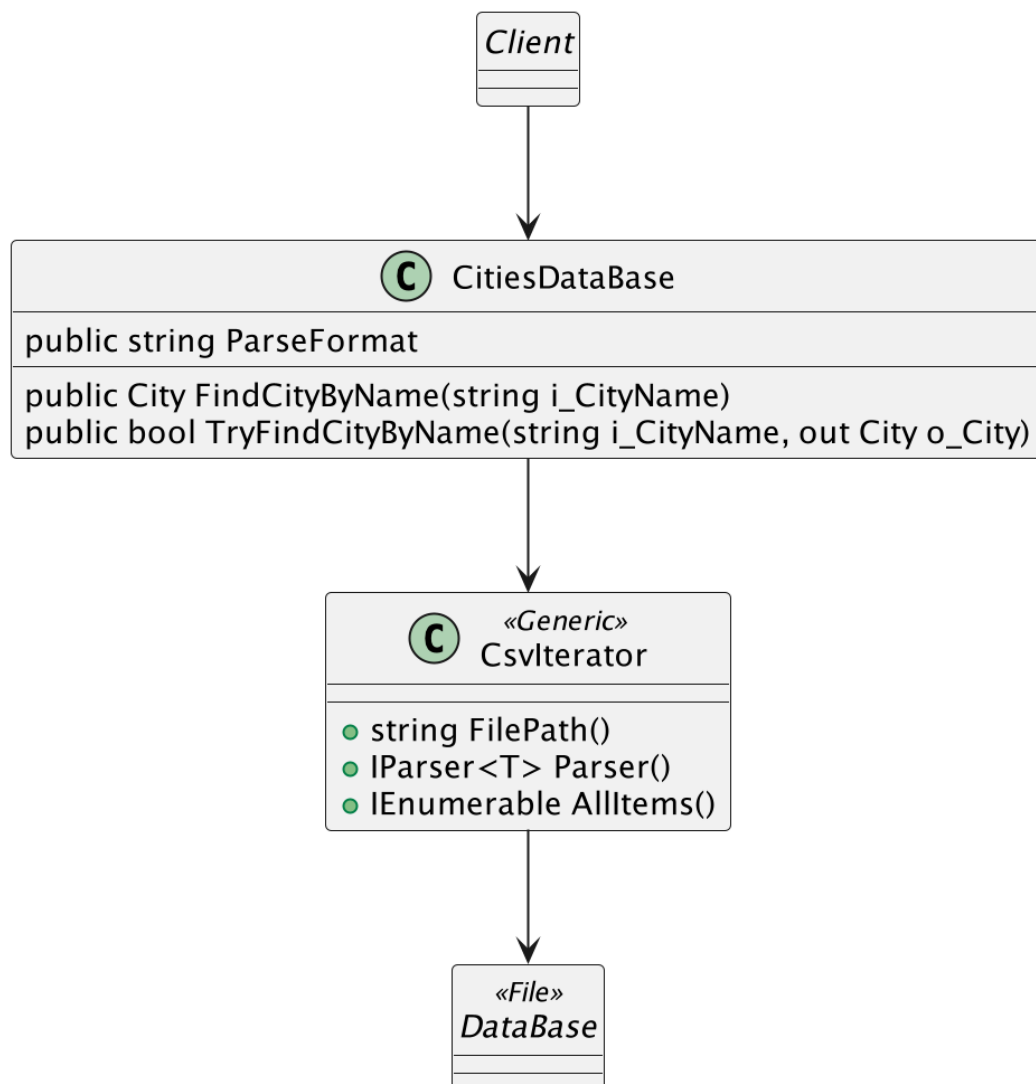 Client
C CitiesDataBase
public string ParseFormat
public City FindCityByName(string i_CityName)
public bool TryFindCityByName(string i_CityName, out City o_City)
«Generic»
C CsvIterator
string FilePath()
IParser<T> Parser()
IEnumerable AllItems()
«File»
DataBase